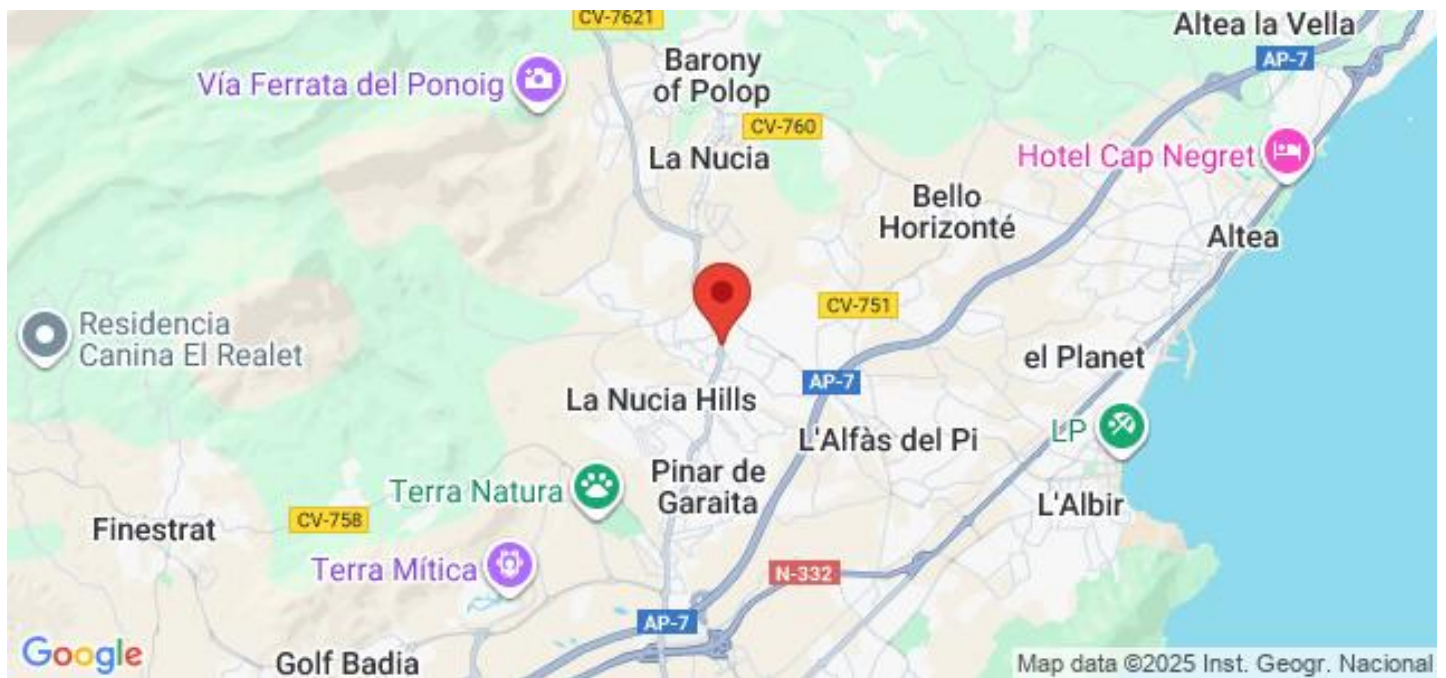 CV-7621
Altea la Vella
AP-7
Barony
of Polop
Vía Ferrata del Ponoig
CV-760
La Nucia
Hotel Cap Negret
Bello
Horizonté
Altea
CV-751
Residencia
Canina El Realet
el Planet
AP-7
La Nucia Hills
LP
L'Alfàs del Pi
Pinar de
Garaita
Terra Natura
L'Albir
CV-758
Finestrat
Terra Mítica
N-332
AP-7
Google
Golf Badia
Map data ©2025 Inst. Geogr. Nacional